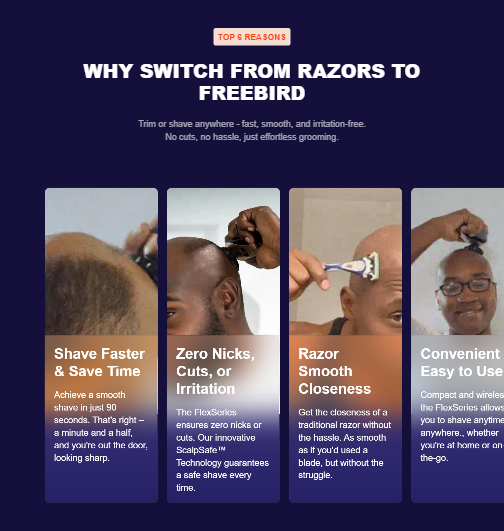 TOP 6 REASONS
WHY SWITCH FROM RAZORS TO
FREEBIRD
Trim or shave anywhere - fast, smooth, and irritation-free.
No cuts, no hassle, just effortless grooming.
Shave Faster
& Save Time
Achieve a smooth
shave in just 90
seconds. That's right –
a minute and a half,
and you're out the door,
looking sharp.
Zero Nicks,
Cuts, or
Irritation
The FlexSeries
ensures zero nicks or
cuts. Our innovative
ScalpSafe™
Technology guarantees
a safe shave every
time.
Razor
Smooth
Closeness
Get the closeness of a
traditional razor without
the hassle. As smooth
as if you'd used a
blade, but without the
struggle.
Convenient
Easy to Use
Compact and wireles
the FlexSeries allows
you to shave anytime
anywhere., whether
you're at home or on-
the-go.